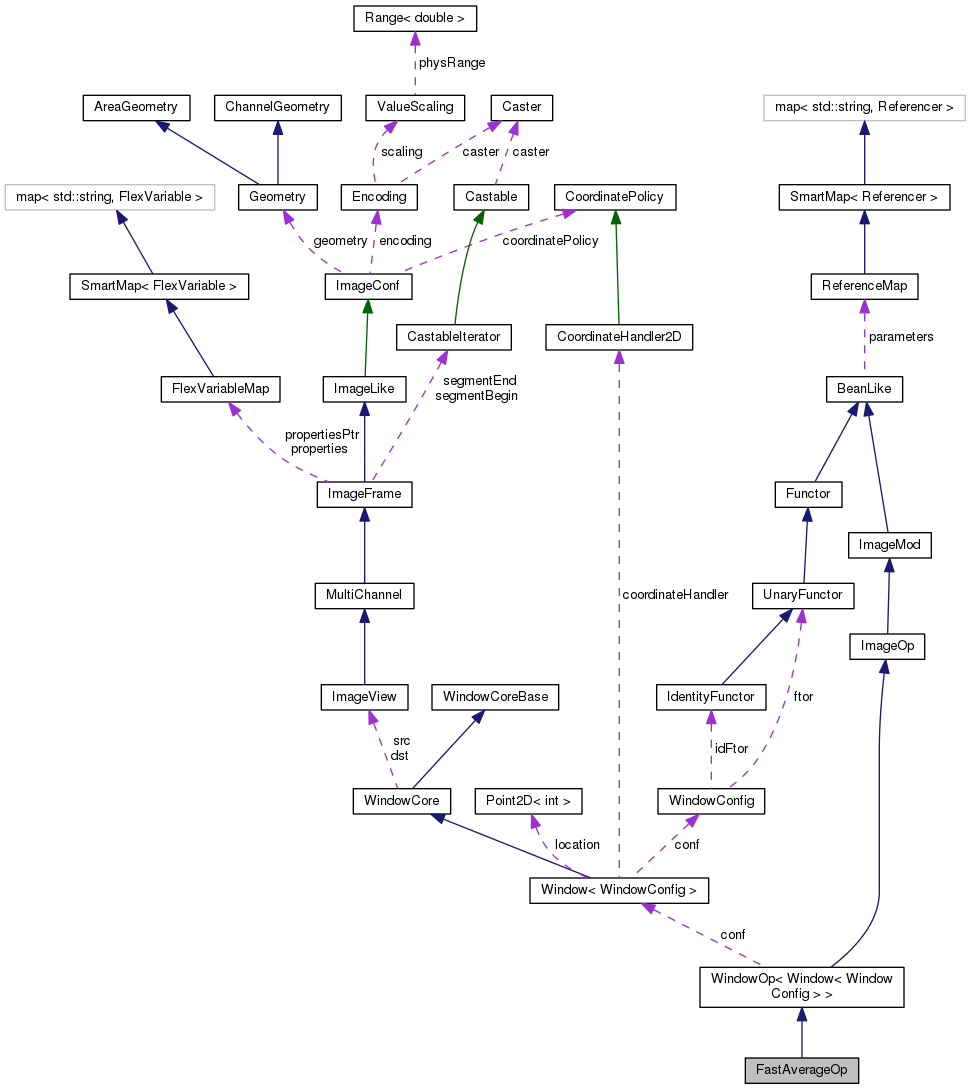 Range< double >
physRange
AreaGeometry
ChannelGeometry
ValueScaling
Caster
map< std::string, Referencer >
scaling
caster
caster
map< std::string, FlexVariable >
Geometry
Encoding
Castable
CoordinatePolicy
SmartMap< Referencer >
geometry
encoding
coordinatePolicy
SmartMap< FlexVariable >
ImageConf
ReferenceMap
CastableIterator
CoordinateHandler2D
parameters
FlexVariableMap
ImageLike
segmentEnd
segmentBegin
BeanLike
propertiesPtr
properties
ImageFrame
Functor
ImageMod
MultiChannel
coordinateHandler
UnaryFunctor
ImageOp
ImageView
WindowCoreBase
IdentityFunctor
ftor
src
dst
idFtor
WindowCore
Point2D< int >
WindowConfig
location
conf
Window< WindowConfig >
conf
WindowOp< Window< Window
Config > >
FastAverageOp